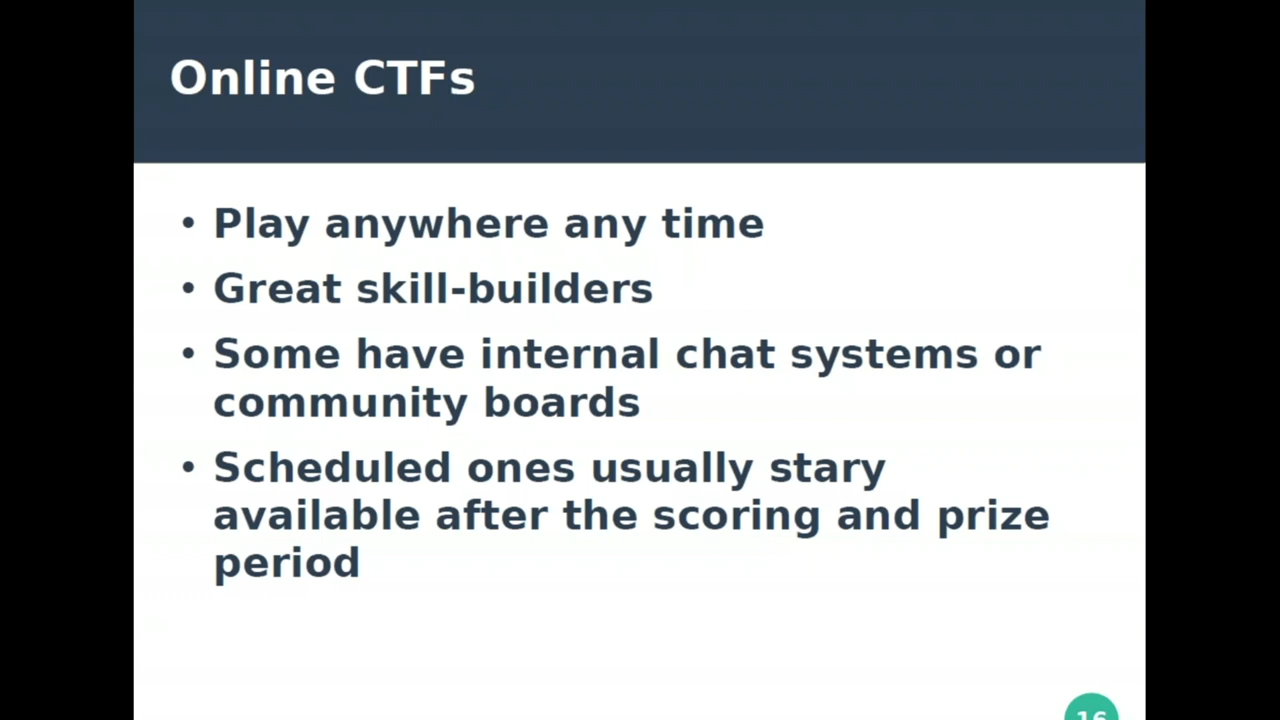 Online CTFs
• Play anywhere any time
• Great skill-builders
• Some have internal chat systems or
community boards
• Scheduled ones usually stary
available after the scoring and prize
period
16